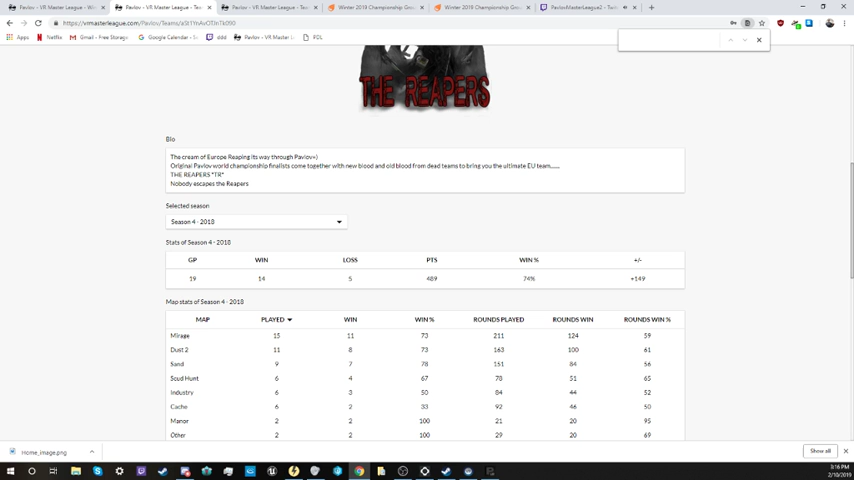 Pavlov - VR Master League - Win
Pavlov - VR Master League - Tea
Pavlov - VR Master League - Tea
Winter 2019 Championship Grou
Winter 2019 Championship Grou
PavlovMasterLeague2 - Twi
https://vrmasterleague.com/Pavlov/Teams/
Apps
Netflix
Gmail - Free Storage
Google Calendar - Sc
ddd
Pavlov - VR Master L
PDL
THE REAPERS
Bio
The cream of Europe Reaping its way through Pavlov=)
Original Pavlov world championship finalists come together with new blood and old blood from dead teams to bring you the ultimate EU team......
THE REAPERS *TR*
Nobody escapes the Reapers
Selected season
Season 4 - 2018
Stats of Season 4 - 2018
GP WIN LOSS PTS WIN % +/-
19 14 5 489 74% +149
Map stats of Season 4 - 2018
MAP PLAYED WIN WIN % ROUNDS PLAYED ROUNDS WIN ROUNDS WIN %
Mirage 15 11 73 211 124 59
Dust 2 11 8 73 163 100 61
Sand 9 7 78 151 84 56
Scud Hunt 6 4 67 78 51 65
Industry 6 3 50 84 44 52
Cache 6 2 33 92 46 50
Manor 2 2 100 21 20 95
Other 2 2 100 29 20 69
Home_image.png
Show all
3:16 PM
2/10/2019